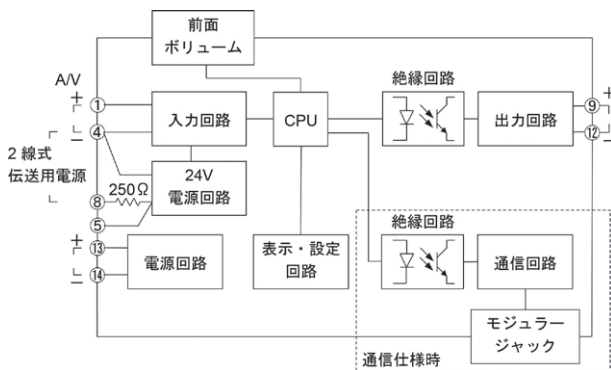 前面
ボリューム
A/V
+
①
④
−
入力回路
CPU
絶縁回路
出力回路
⑨
+
⑫
−
2 線式
伝送用電源
24V
電源回路
250Ω
⑧
⑤
+
⑬
⑭
−
電源回路
表示・設定
回路
絶縁回路
通信回路
モジュラー
ジャック
通信仕様時